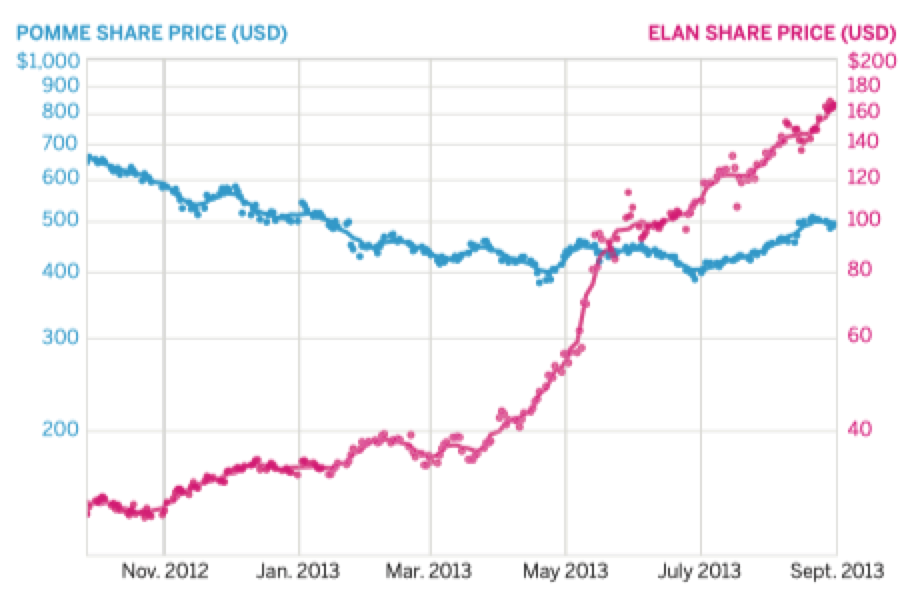 POMME SHARE PRICE (USD)
ELAN SHARE PRICE (USD)
$1,000
900
800
700
600
500
400
300
200
$200
180
160
140
120
100
80
60
40
Nov. 2012
Jan. 2013
Mar. 2013
May 2013
July 2013
Sept. 2013